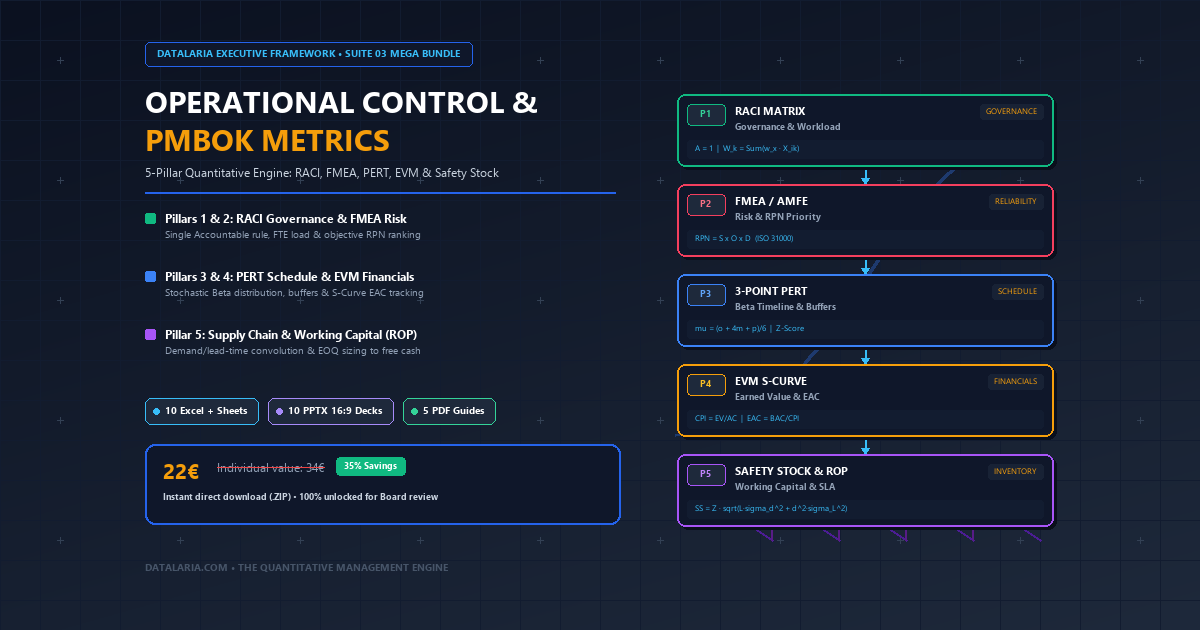 DATALARIA EXECUTIVE FRAMEWORK • SUITE 03 MEGA BUNDLE
OPERATIONAL CONTROL &
PMBOK METRICS
5-Pillar Quantitative Engine: RACI, FMEA, PERT, EVM & Safety Stock
Pillars 1 & 2: RACI Governance & FMEA Risk
Single Accountable rule, FTE load & objective RPN ranking
Pillars 3 & 4: PERT Schedule & EVM Financials
Stochastic Beta distribution, buffers & S-Curve EAC tracking
Pillar 5: Supply Chain & Working Capital (ROP)
Demand/lead-time convolution & EOQ sizing to free cash
10 Excel + Sheets
10 PPTX 16:9 Decks
5 PDF Guides
22€
Individual value: 34€
35% Savings
Instant direct download (.ZIP) • 100% unlocked for Board review
DATALARIA.COM • THE QUANTITATIVE MANAGEMENT ENGINE
P1
RACI MATRIX
GOVERNANCE
Governance & Workload
A = 1 | W_k = Sum(w_x · X_ik)
P2
FMEA / AMFE
RELIABILITY
Risk & RPN Priority
RPN = S x O x D (ISO 31000)
P3
3-POINT PERT
SCHEDULE
Beta Timeline & Buffers
mu = (o + 4m + p)/6 | Z-Score
P4
EVM S-CURVE
FINANCIALS
Earned Value & EAC
CPI = EV/AC | EAC = BAC/CPI
P5
SAFETY STOCK & ROP
INVENTORY
Working Capital & SLA
SS = Z · sqrt(L·sigma_d^2 + d^2·sigma_L^2)